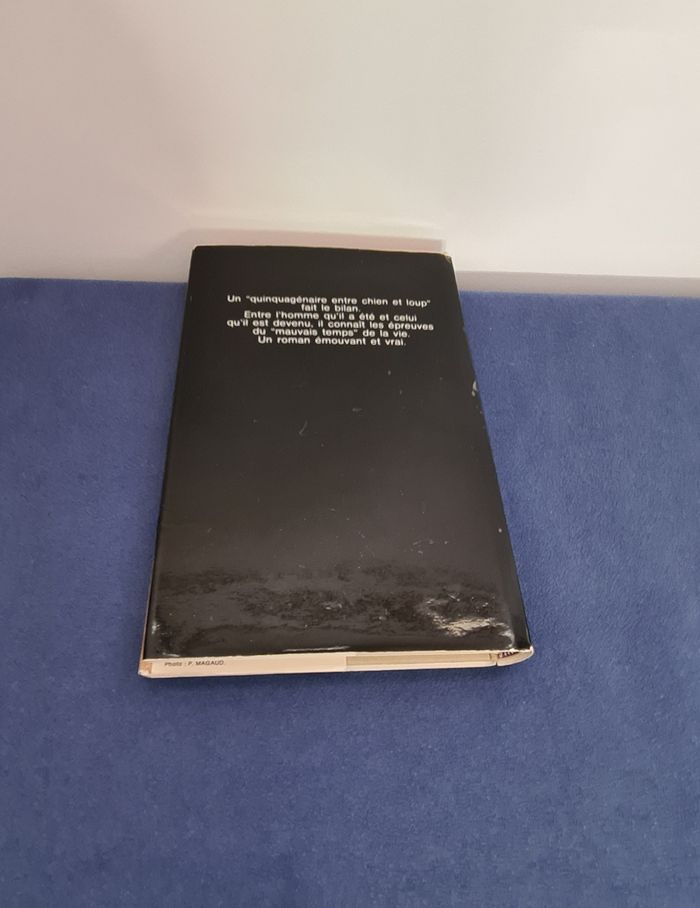 Un "quinquagénaire entre chien et loup"
fait le bilan.
Entre l'homme qu'il a été et celui
qu'il est devenu, il connaît les épreuves
du "mauvais temps" de la vie.
Un roman émouvant et vrai.
Photo : P. MAGAUD.